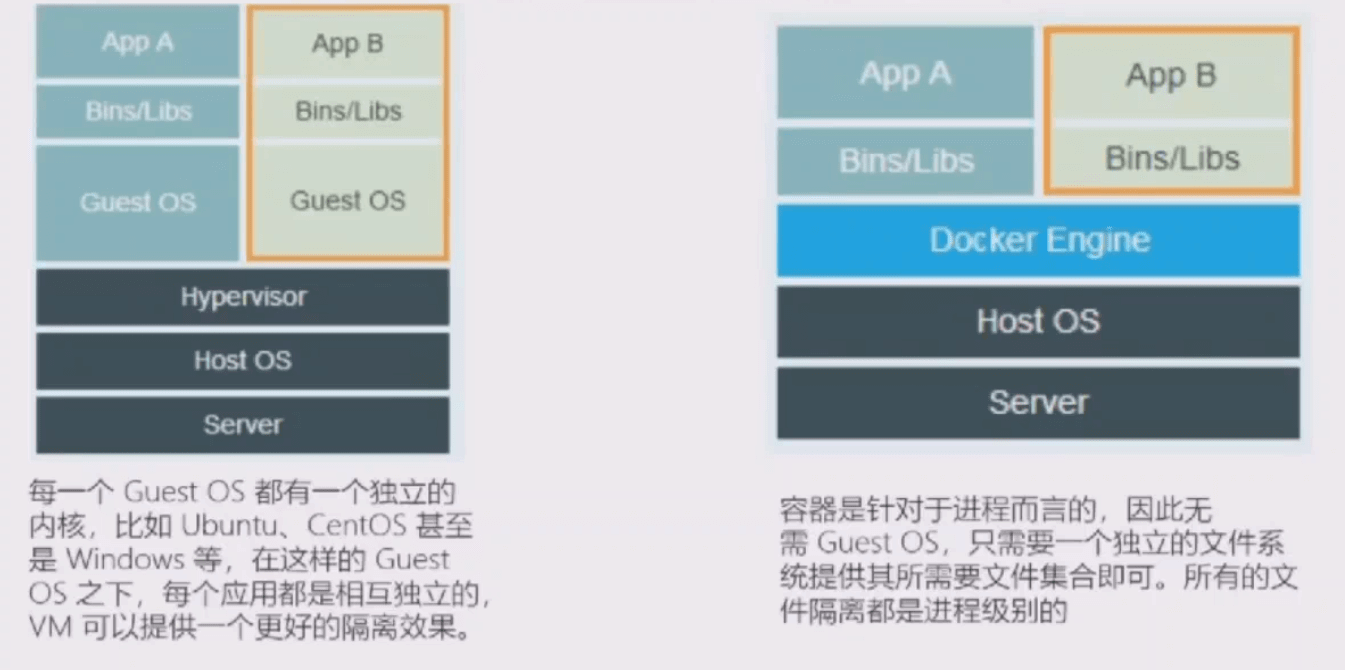 App A
App B
Bins/Libs
Bins/Libs
Guest OS
Guest OS
Hypervisor
Host OS
Server
每一个 Guest OS 都有一个独立的
内核，比如 Ubuntu、CentOS 甚至
是 Windows 等，在这样的 Guest
OS 之下，每个应用都是相互独立的，
VM 可以提供一个更好的隔离效果。
App A
App B
Bins/Libs
Bins/Libs
Docker Engine
Host OS
Server
容器是针对于进程而言的，因此无
需 Guest OS，只需要一个独立的文件系
统提供其所需要文件集合即可。所有的文
件隔离都是进程级别的